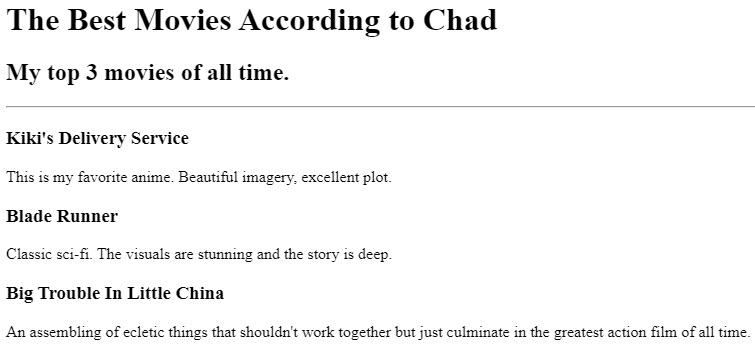 The Best Movies According to Chad
My top 3 movies of all time.
Kiki's Delivery Service
This is my favorite anime. Beautiful imagery, excellent plot.
Blade Runner
Classic sci-fi. The visuals are stunning and the story is deep.
Big Trouble In Little China
An assembling of ecletic things that shouldn't work together but just culminate in the greatest action film of all time.